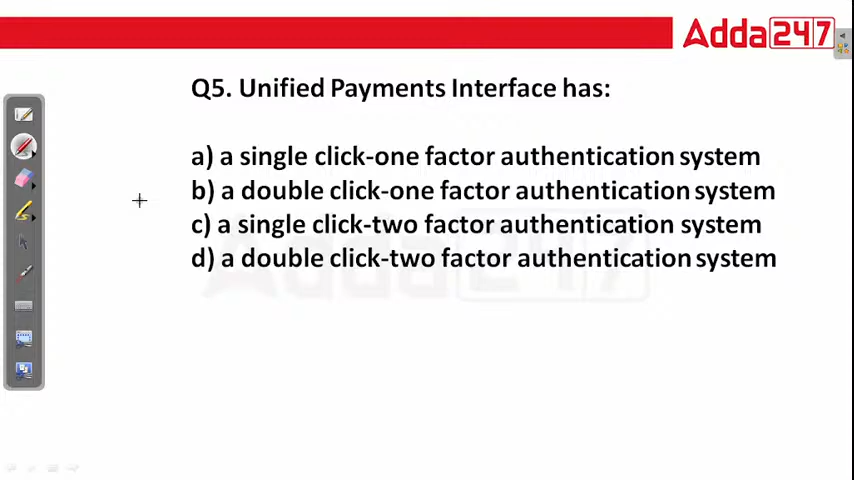 Adda247
Q5. Unified Payments Interface has:
a) a single click-one factor authentication system
b) a double click-one factor authentication system
c) a single click-two factor authentication system
d) a double click-two factor authentication system
Adda247